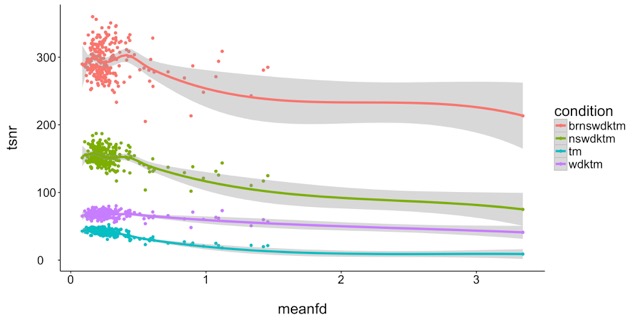 300
200
100
0
tsnr
0
1
2
3
meanfd
condition
brnswdktm
nswdktm
tm
wdktm